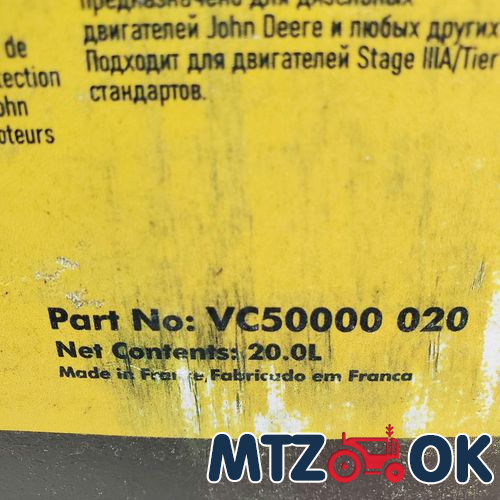 предназначено для дизельных
двигателей John Deere и любых других
Подходит для двигателей Stage IIIA/Tier
стандартов.
de
tection
ohn
oteurs
Part No: VC50000 020
Net Contents: 20.0L
Made in France, Fabricado em Franca
MTZ OK